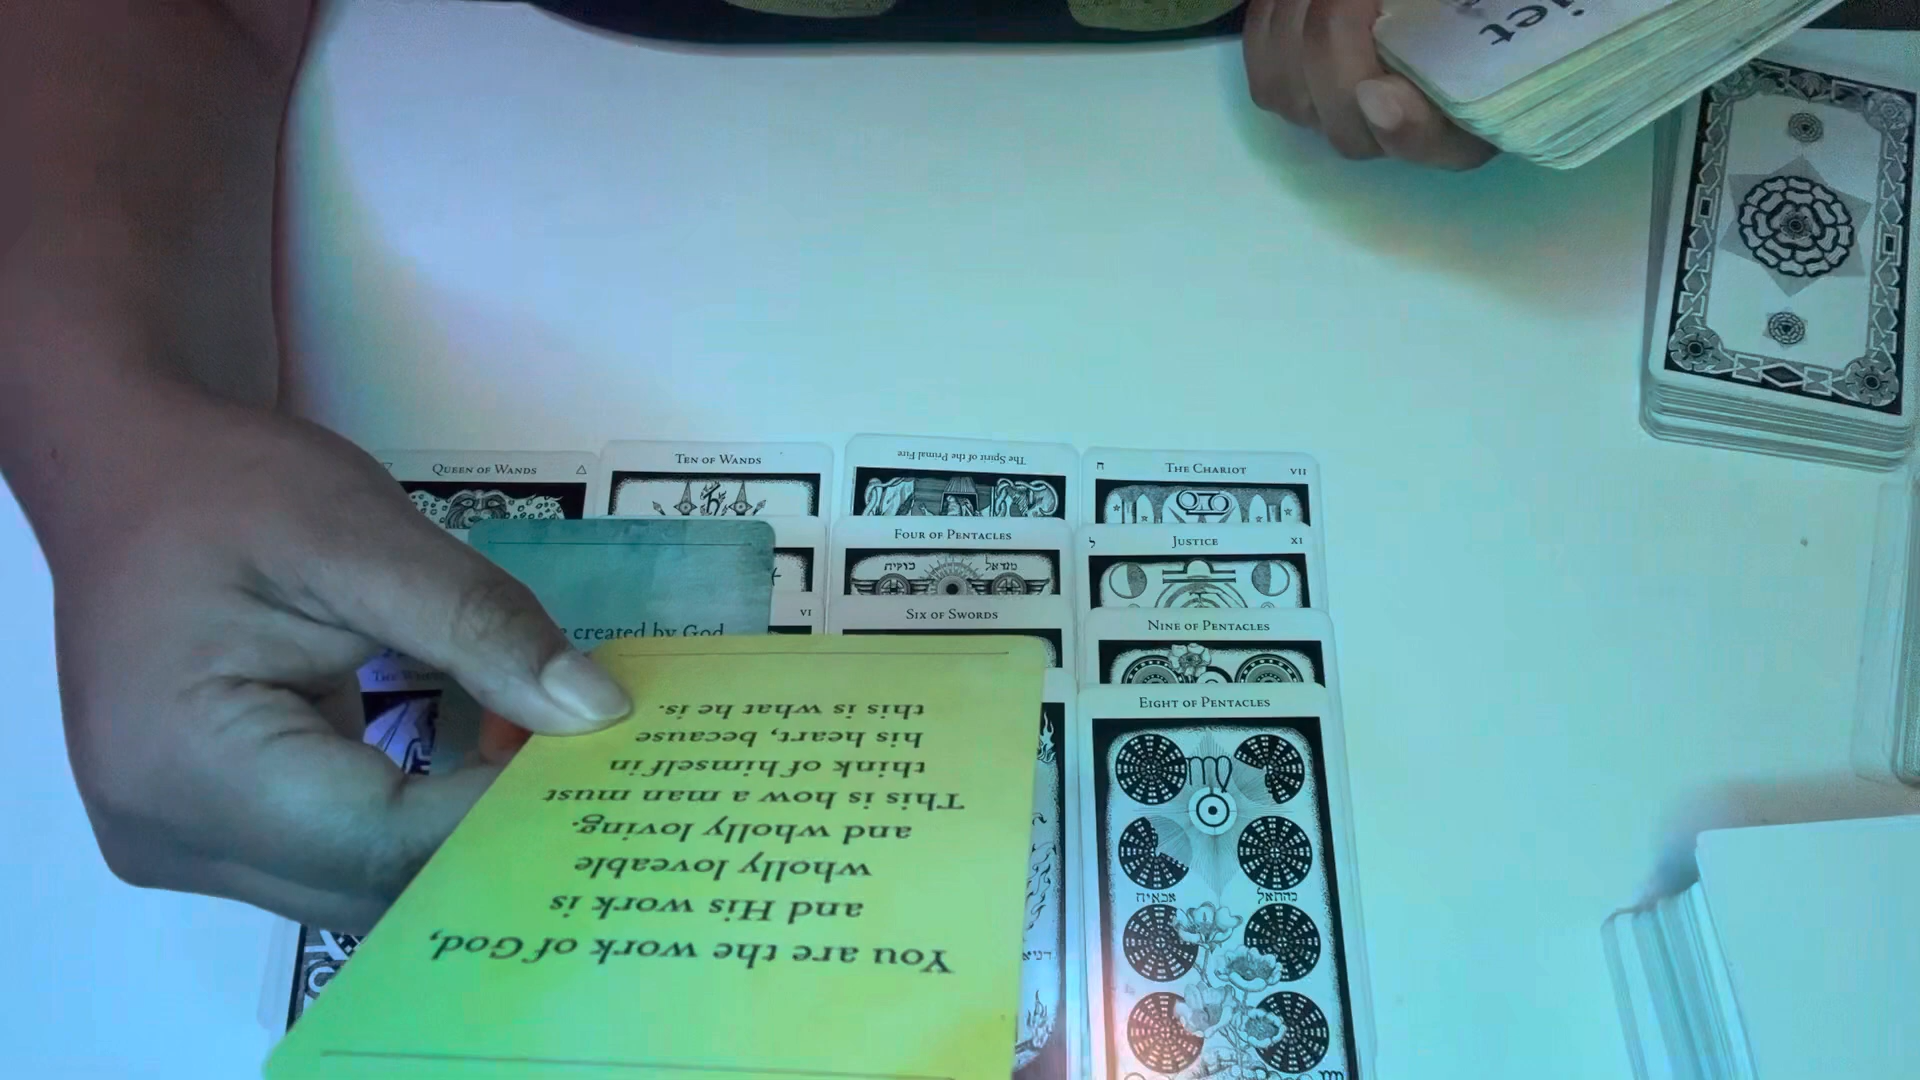 iet
QUEEN OF WANDS
TEN OF WANDS
The Spirit of the Primal Fire
ח THE CHARIOT VII
FOUR OF PENTACLES
ל JUSTICE XI
VI
SIX OF SWORDS
NINE OF PENTACLES
created by God
EIGHT OF PENTACLES
You are the work of God,
and His work is
wholly loveable
and wholly loving.
This is how a man must
think of himself in
his heart, because
this is what he is.